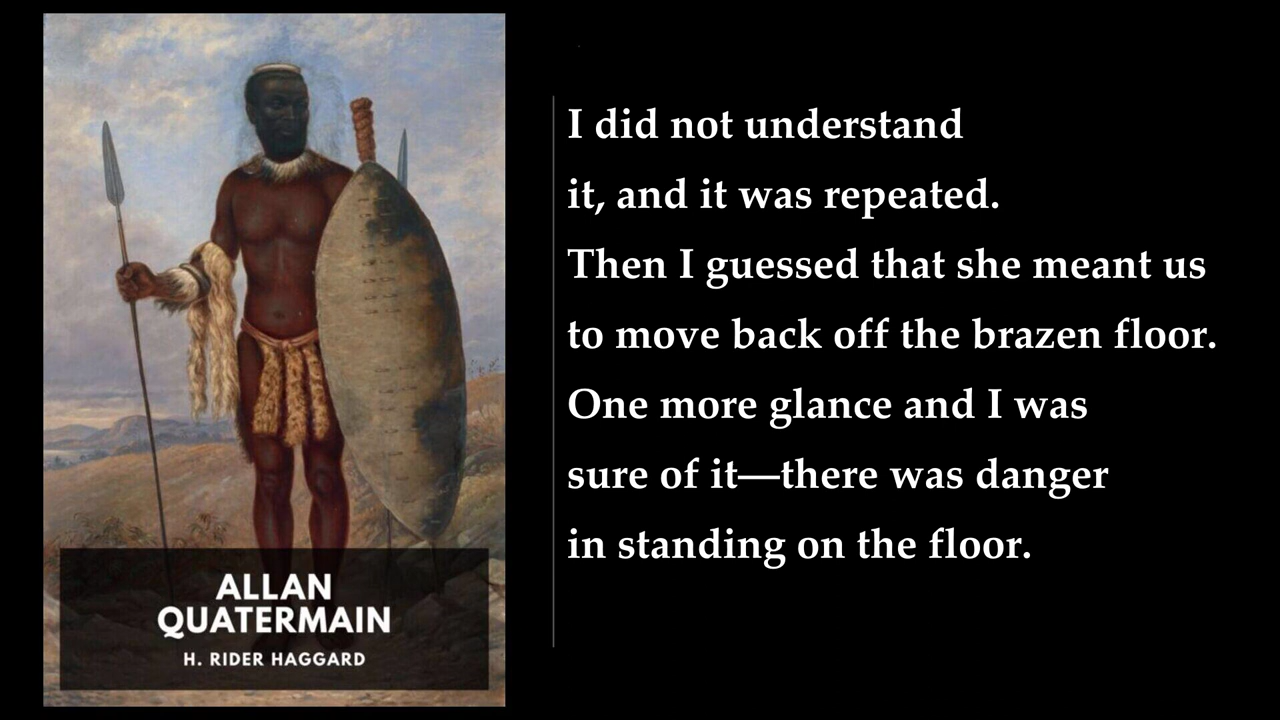 ALLAN
QUATERMAIN
H. RIDER HAGGARD
I did not understand
it, and it was repeated.
Then I guessed that she meant us
to move back off the brazen floor.
One more glance and I was
sure of it—there was danger
in standing on the floor.